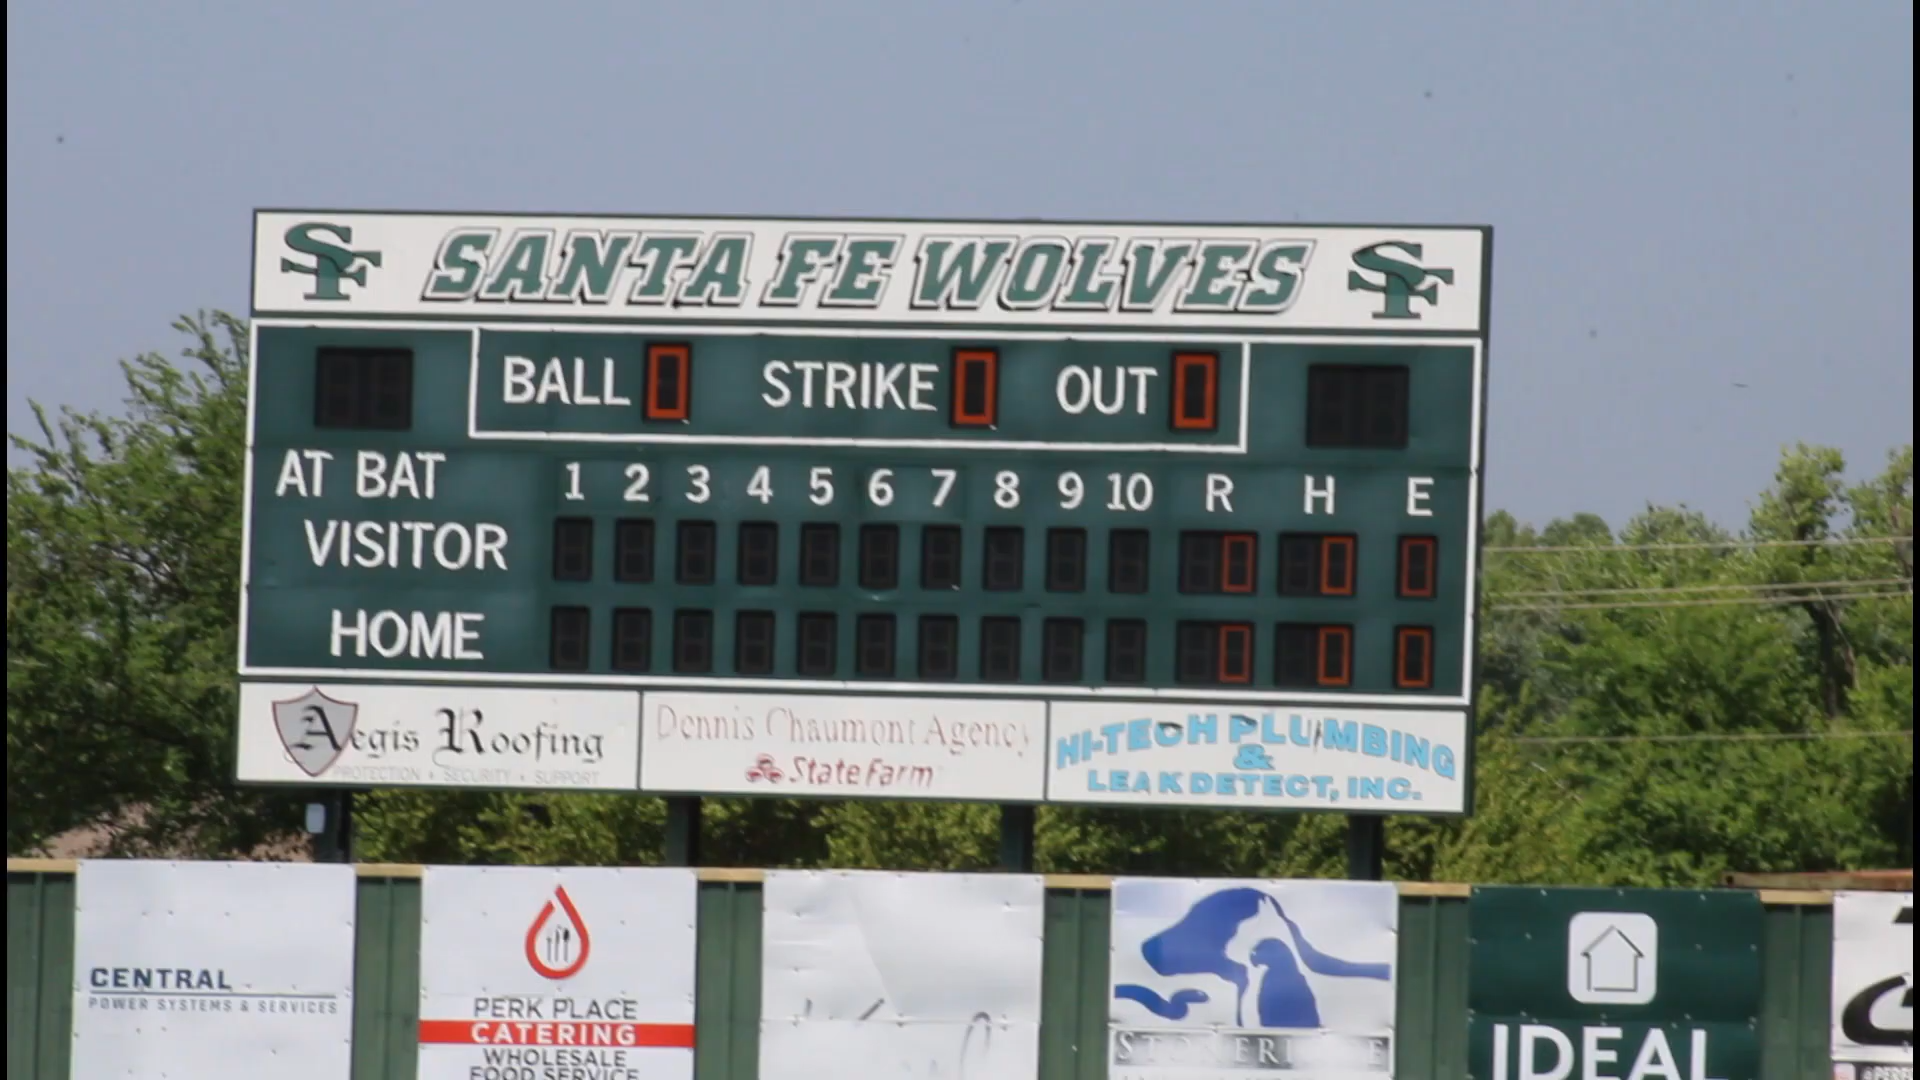 SF SANTA FE WOLVES SF
BALL 0 STRIKE 0 OUT 0
AT BAT 1 2 3 4 5 6 7 8 9 10 R H E
VISITOR 0 0 0
HOME 0 0 0
Aegis Roofing
PROTECTION • SECURITY • SUPPORT
Dennis Chaumont Agency
State Farm
HI-TECH PLUMBING
&
LEAK DETECT, INC.
CENTRAL
POWER SYSTEMS & SERVICES
PERK PLACE
CATERING
WHOLESALE
FOOD SERVICE
IDEAL